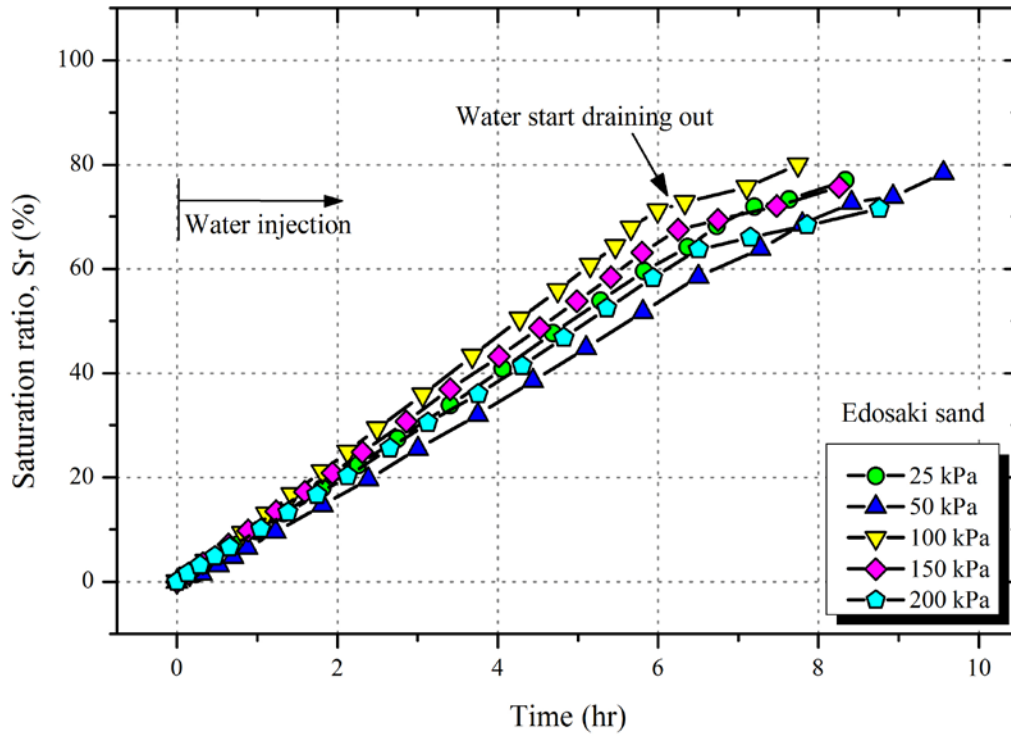 100
80
60
40
20
0
Saturation ratio, Sr (%)
Water start draining out
Water injection
Edosaki sand
25 kPa
50 kPa
100 kPa
150 kPa
200 kPa
0 2 4 6 8 10
Time (hr)